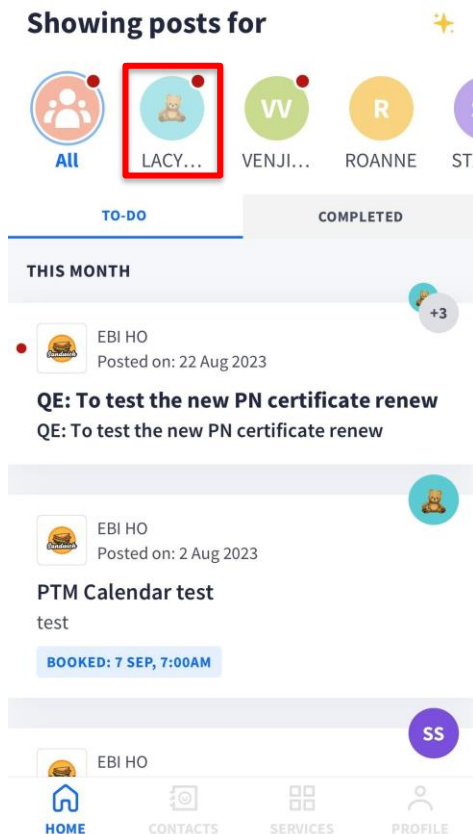 Showing posts for
VV
R
All
LACY...
VENJI...
ROANNE
ST
TO-DO
COMPLETED
THIS MONTH
+3
EBI HO
Posted on: 22 Aug 2023
Sandwich
QE: To test the new PN certificate renew
QE: To test the new PN certificate renew
EBI HO
Posted on: 2 Aug 2023
Sandwich
PTM Calendar test
test
BOOKED: 7 SEP, 7:00AM
SS
EBI HO
HOME
CONTACTS
SERVICES
PROFILE